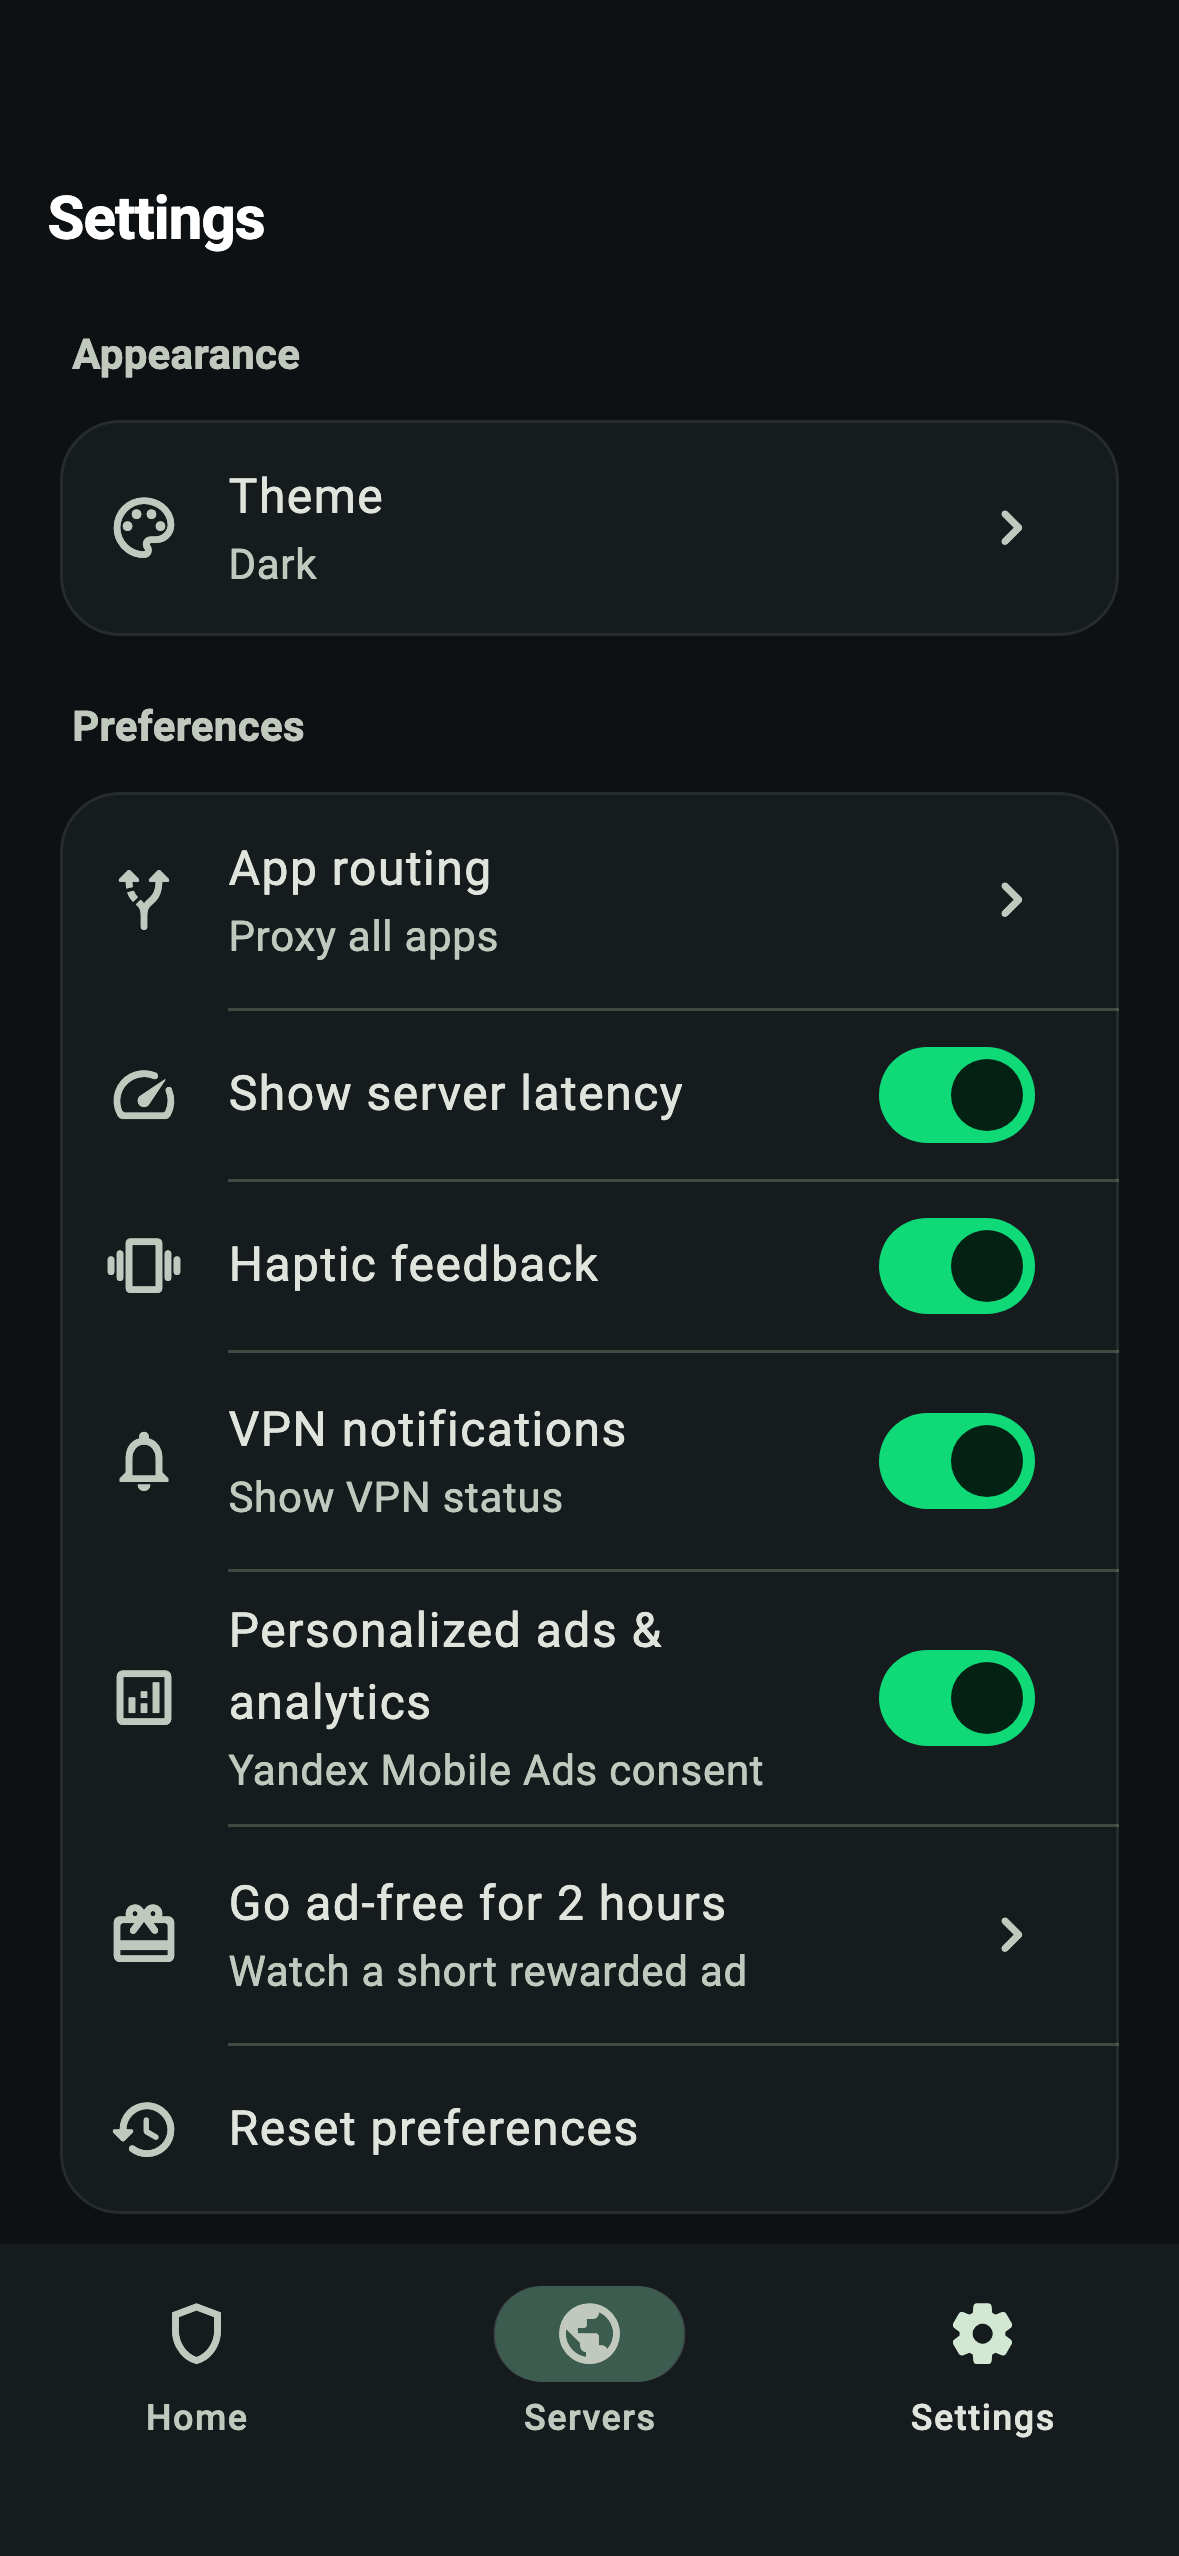 Settings
Appearance
Theme
Dark
Preferences
App routing
Proxy all apps
Show server latency
Haptic feedback
VPN notifications
Show VPN status
Personalized ads &
analytics
Yandex Mobile Ads consent
Go ad-free for 2 hours
Watch a short rewarded ad
Reset preferences
Home
Servers
Settings